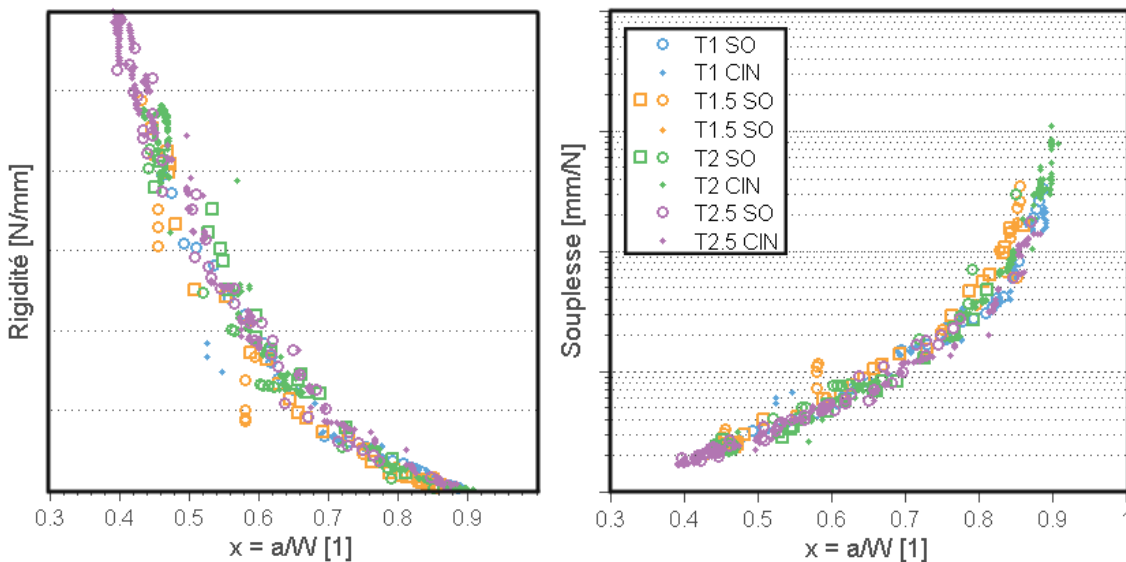 Rigidité [N/mm]
0.3 0.4 0.5 0.6 0.7 0.8 0.9
x = a/W [1]
T1 SO
T1 CIN
T1.5 SO
T1.5 SO
T2 SO
T2 CIN
T2.5 SO
T2.5 CIN
Souplesse [mm/N]
0.3 0.4 0.5 0.6 0.7 0.8 0.9 1
x = a/W [1]